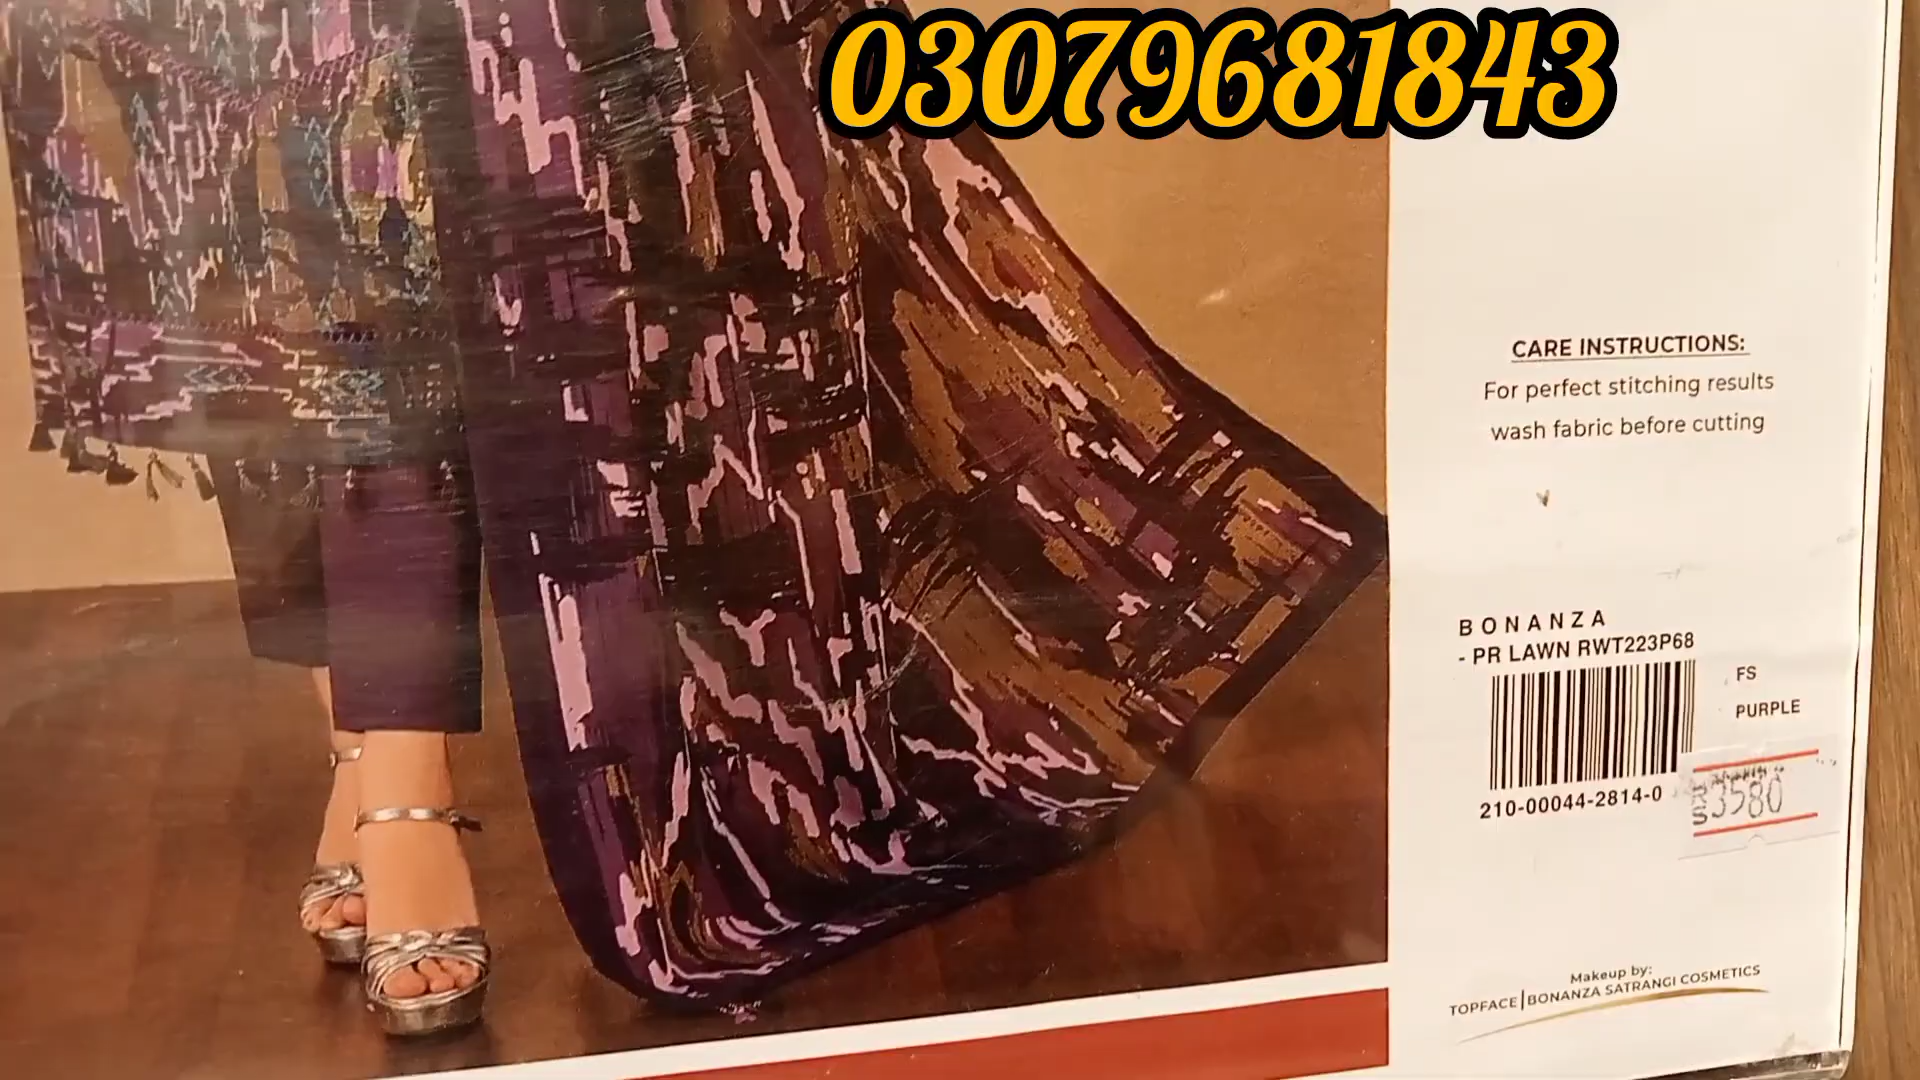 03079681843
CARE INSTRUCTIONS:
For perfect stitching results
wash fabric before cutting
BONANZA
- PR LAWN RWT223P68
FS
PURPLE
210-00044-2814-0
RS 3580
Makeup by:
TOPFACE|BONANZA SATRANGI COSMETICS